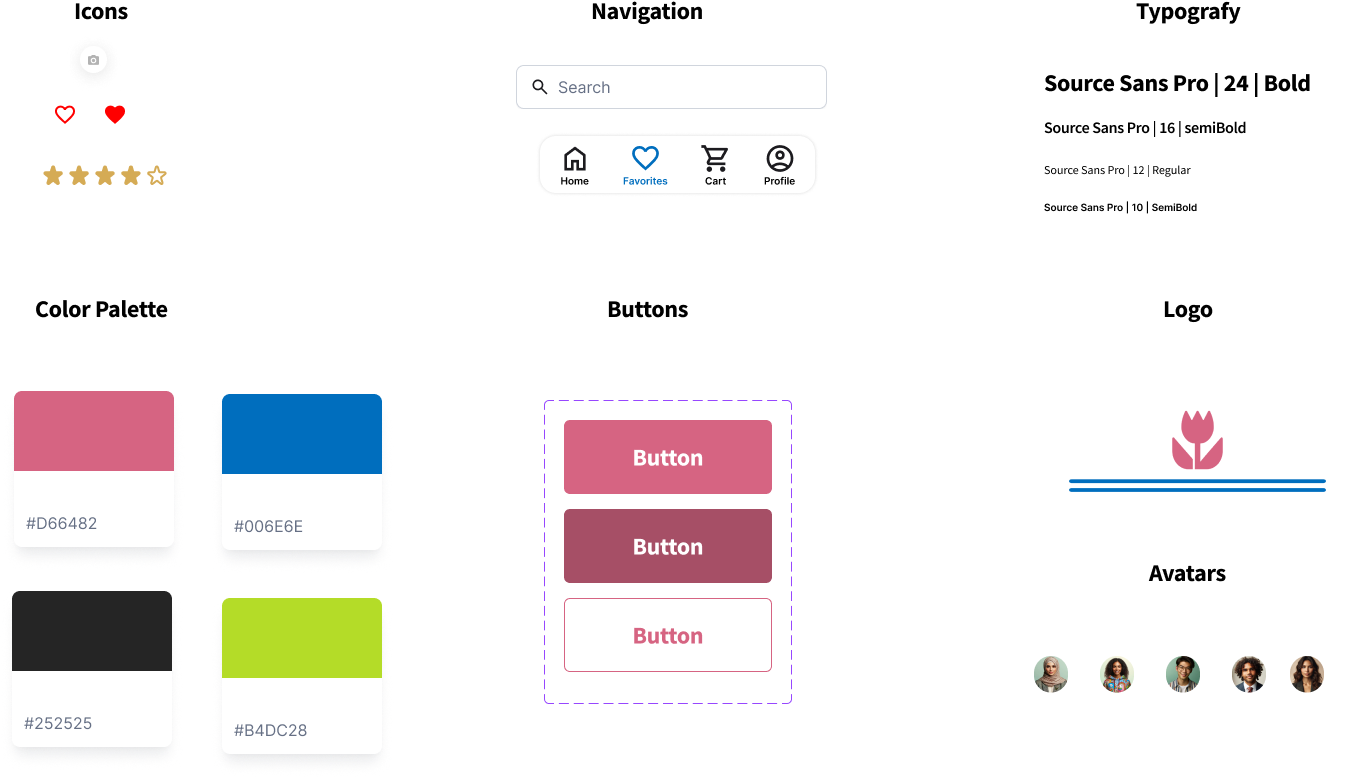 Icons
Navigation
Search
Home
Favorites
Cart
Profile
Typografy
Source Sans Pro | 24 | Bold
Source Sans Pro | 16 | semiBold
Source Sans Pro | 12 | Regular
Source Sans Pro | 10 | SemiBold
Color Palette
#D66482
#006E6E
#252525
#B4DC28
Buttons
Button
Button
Button
Logo
Avatars